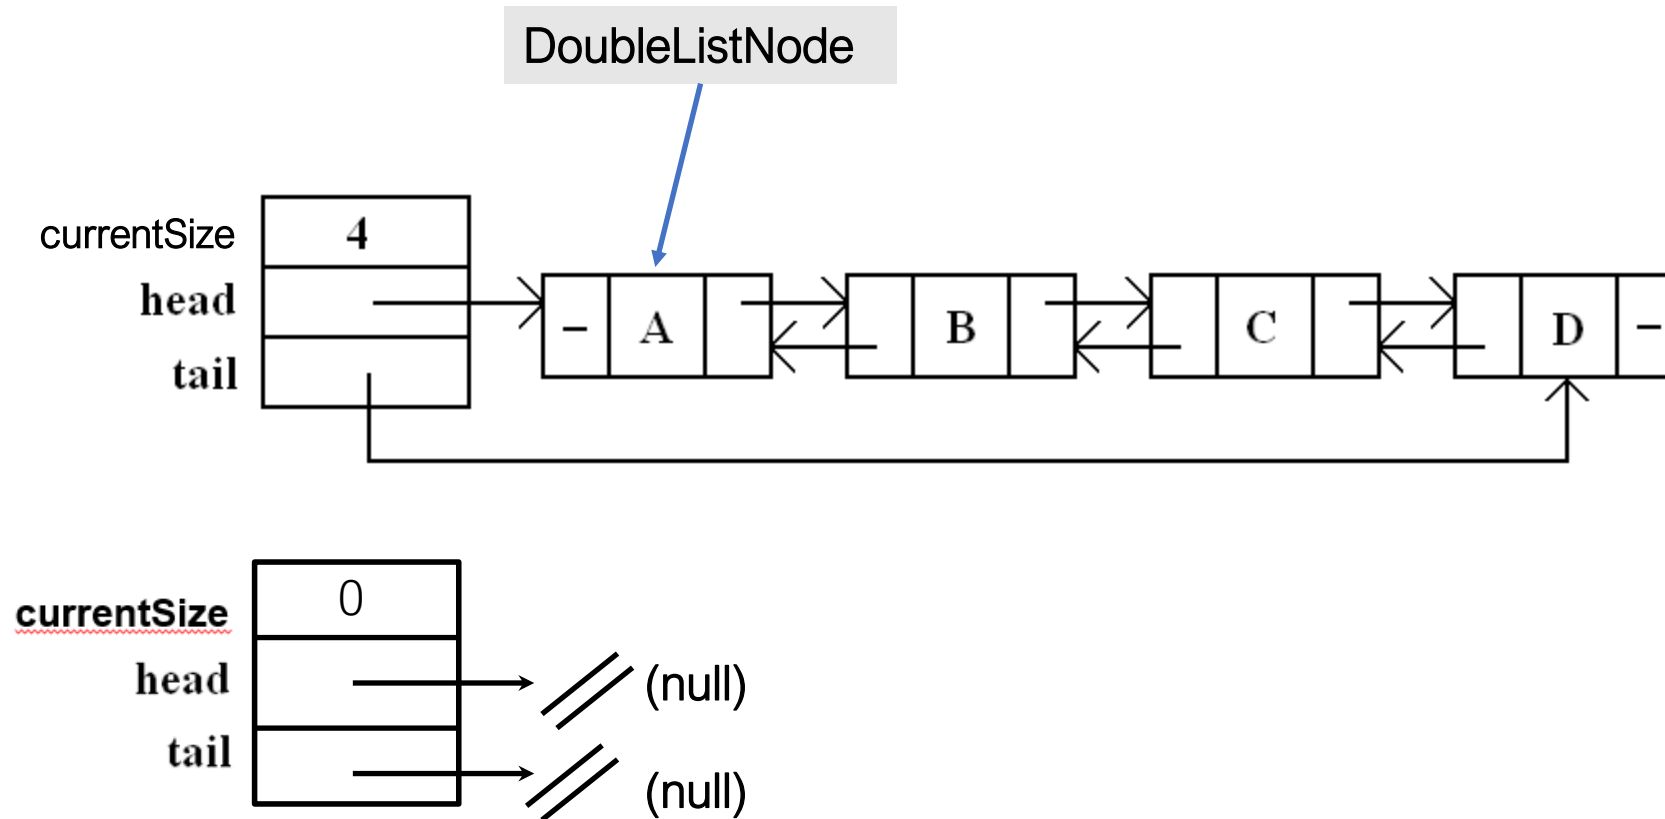 DoubleListNode
currentSize 4
head
– A B C D –
tail
currentSize 0
head (null)
tail (null)